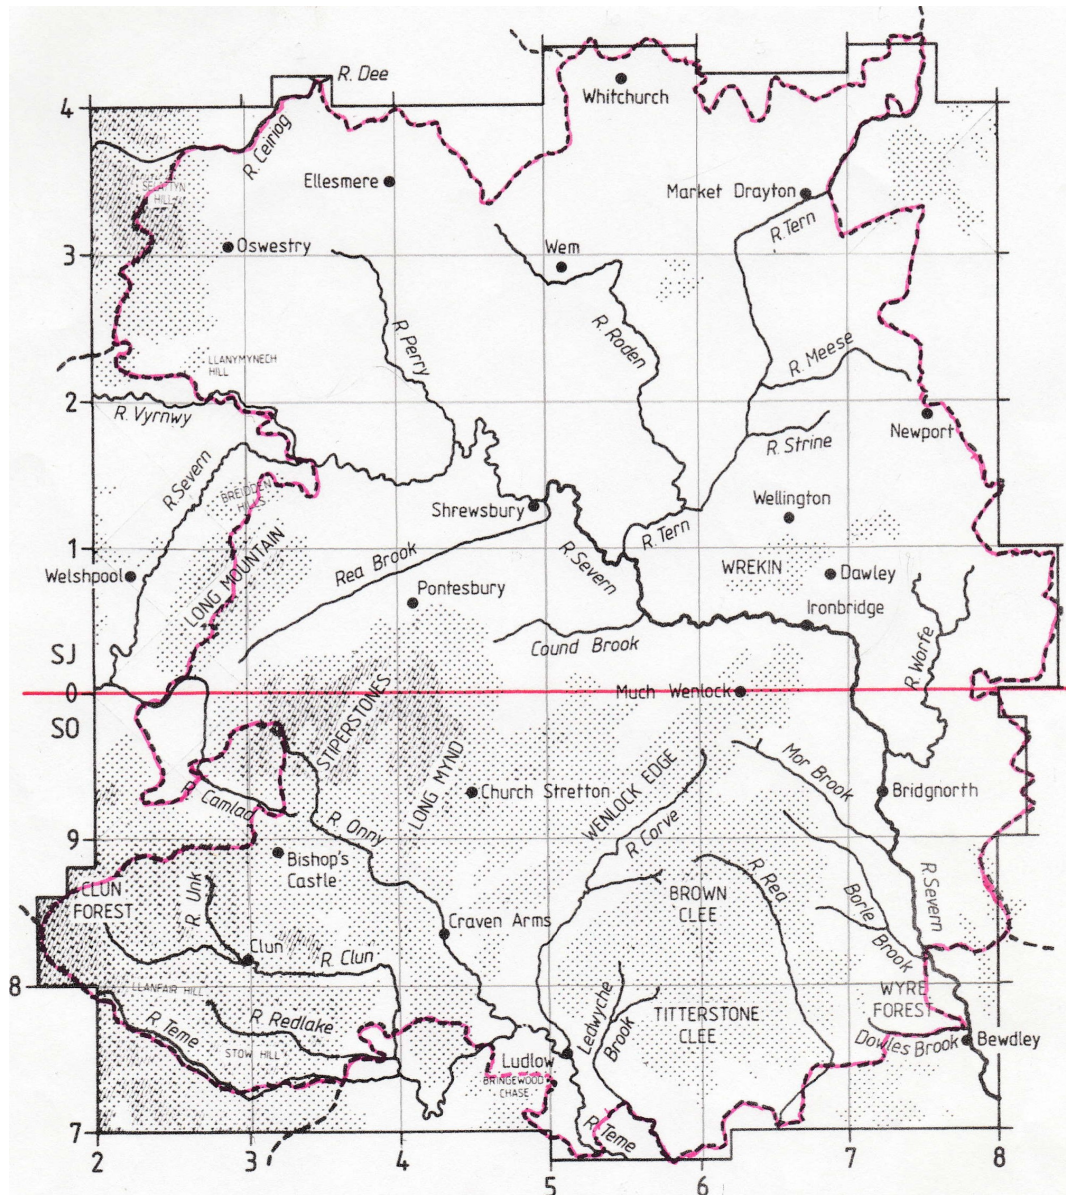 R. Dee
Whitchurch
4
R. Ceiriog
Ellesmere
SELATTYN
HILL
Market Drayton
R. Tern
Oswestry
Wem
3
R. Perry
R. Roden
LLANYMYNECH
HILL
R. Meese
2
R. Vyrnwy
Newport
R. Strine
R. Severn
BREIDDEN
HILLS
Shrewsbury
Wellington
R. Tern
1
Rea Brook
R. Severn
WREKIN
Welshpool
LONG MOUNTAIN
Pontesbury
Dawley
Ironbridge
R. Worfe
Cound Brook
SJ
0
SO
Much Wenlock
STIPERSTONES
LONG MYND
WENLOCK EDGE
Mor Brook
R. Camlad
Church Stretton
Bridgnorth
R. Onny
R. Corve
9
Bishop's
Castle
CLUN
FOREST
R. Unk
BROWN
CLEE
R. Rea
Borle
Brook
R. Severn
Craven Arms
Clun
R. Clun
8
LLANFAIR HILL
WYRE
FOREST
R. Redlake
R. Teme
STOW HILL
Ledwyche
Brook
TITTERSTONE
CLEE
Dowles Brook
Bewdley
Ludlow
BRINGEWOOD
CHASE
R. Teme
7
2
3
4
5
6
7
8